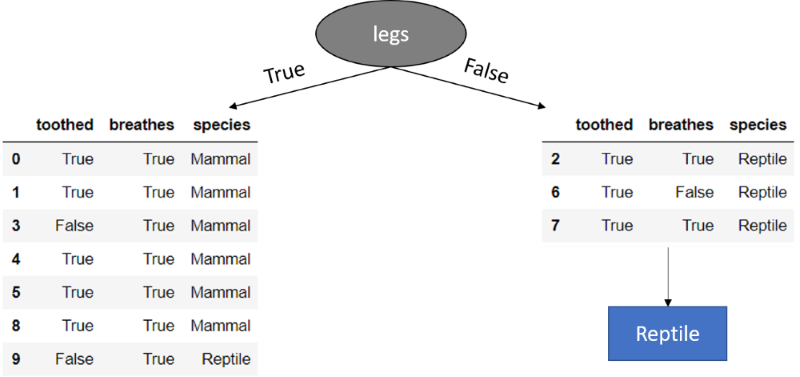 legs
True
False
toothed breathes species
0 True True Mammal
1 True True Mammal
3 False True Mammal
4 True True Mammal
5 True True Mammal
8 True True Mammal
9 False True Reptile
toothed breathes species
2 True True Reptile
6 True False Reptile
7 True True Reptile
Reptile